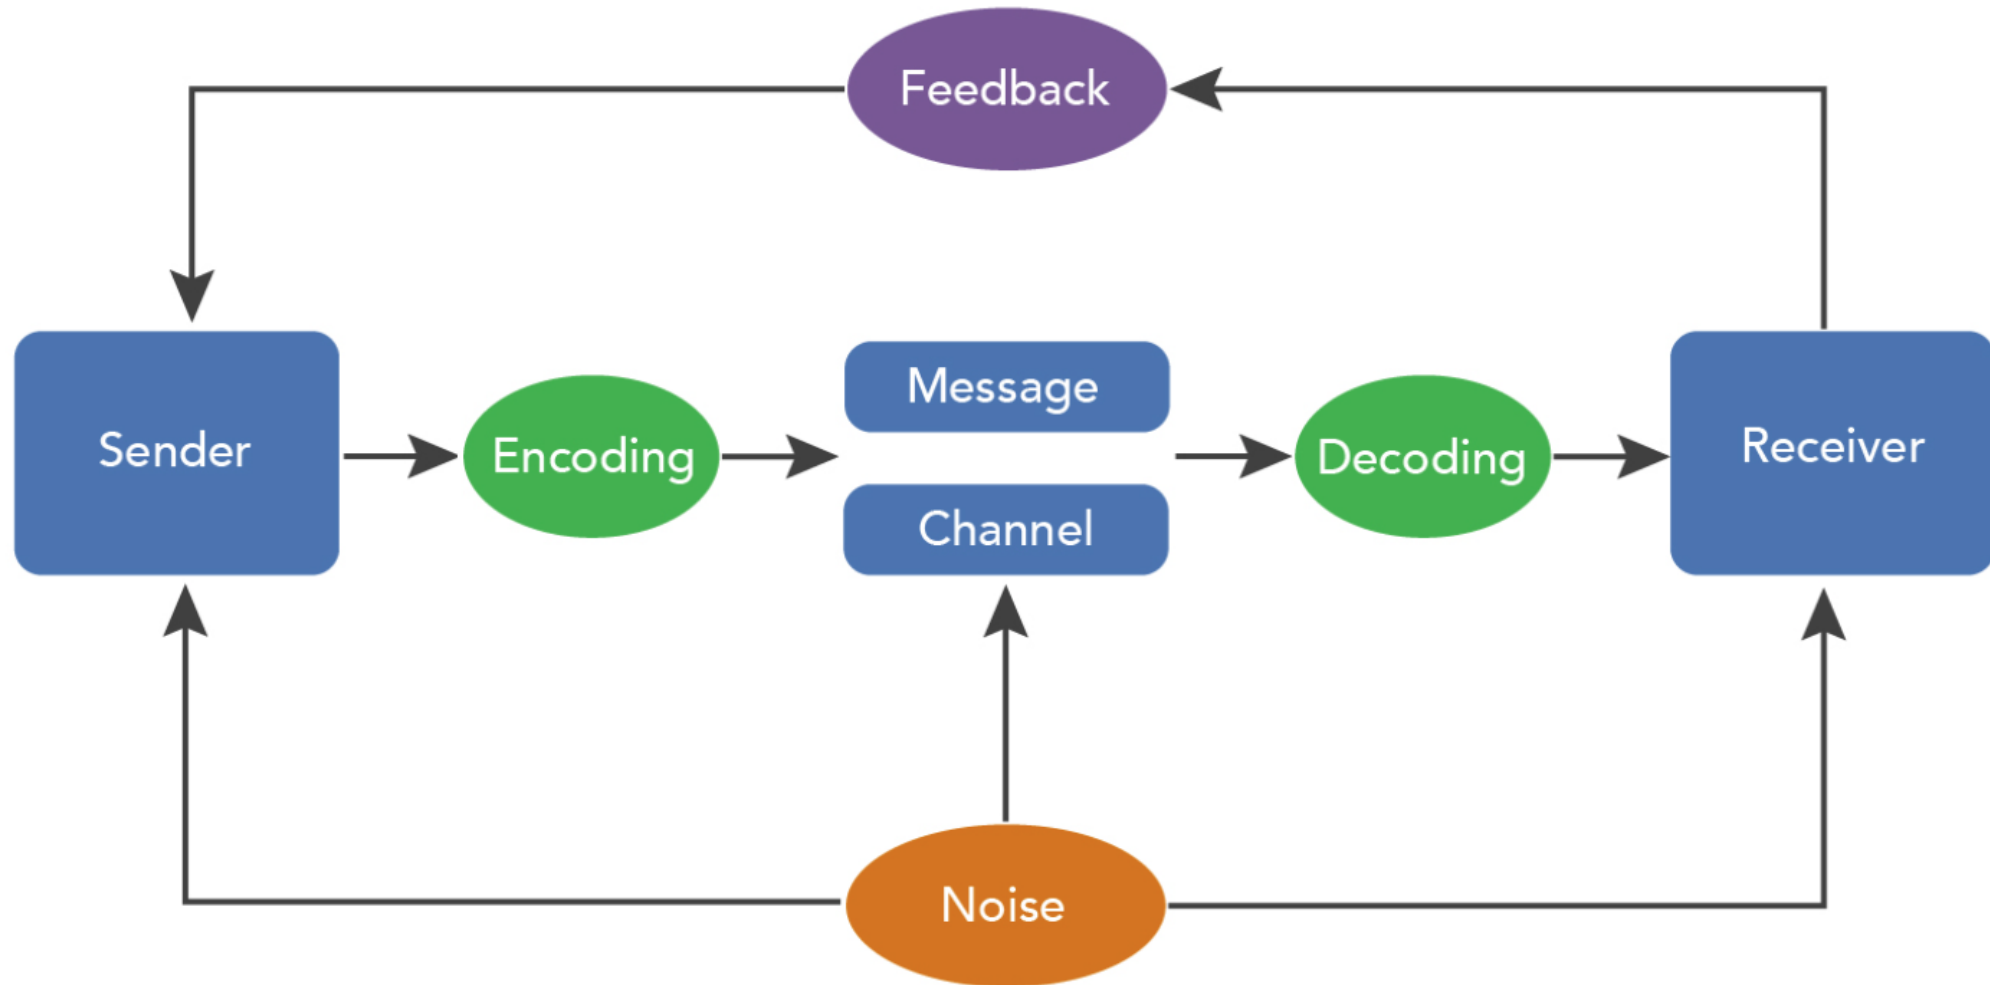 Feedback
Sender
Encoding
Message
Channel
Decoding
Receiver
Noise